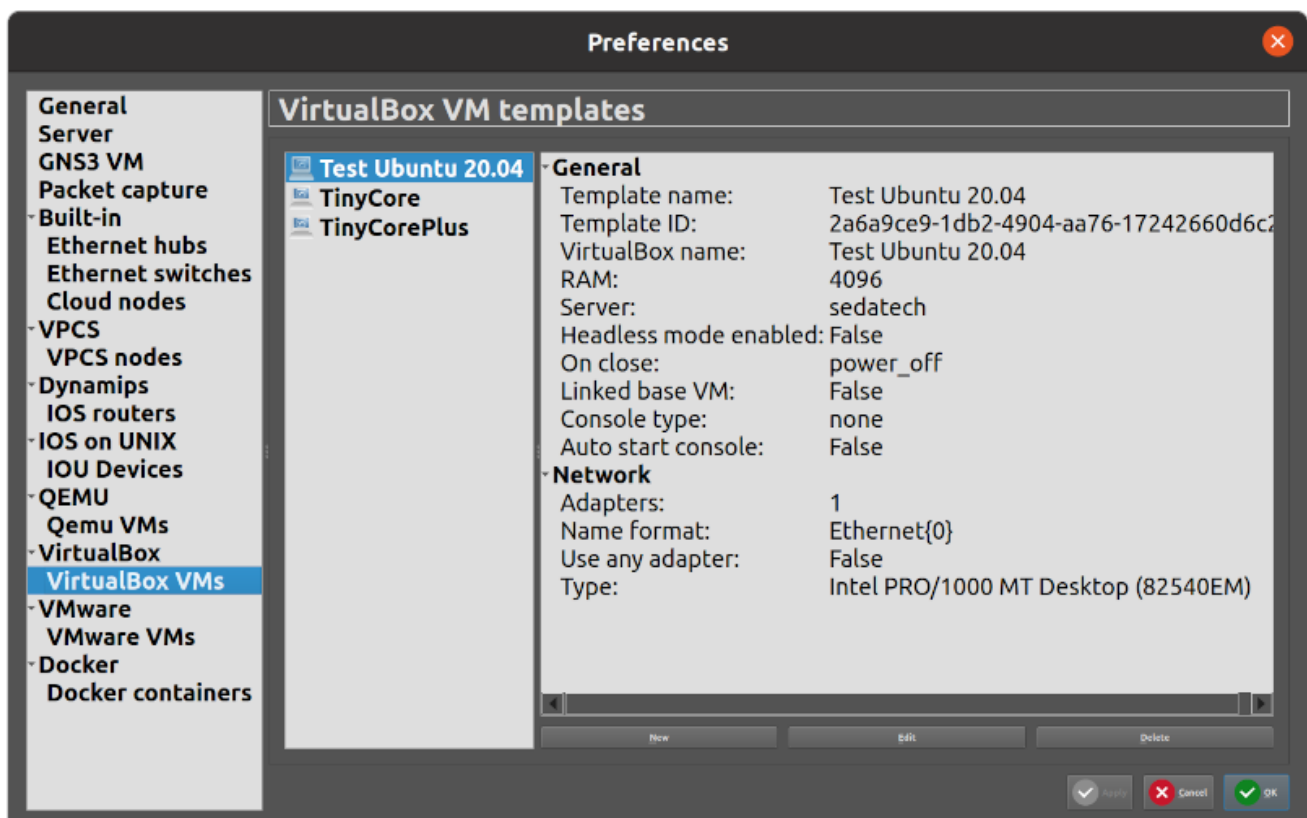 Preferences
General
Server
GNS3 VM
Packet capture
Built-in
Ethernet hubs
Ethernet switches
Cloud nodes
VPCS
VPCS nodes
Dynamips
IOS routers
IOS on UNIX
IOU Devices
QEMU
Qemu VMs
VirtualBox
VirtualBox VMs
VMware
VMware VMs
Docker
Docker containers
VirtualBox VM templates
Test Ubuntu 20.04
TinyCore
TinyCorePlus
General
Template name: Test Ubuntu 20.04
Template ID: 2a6a9ce9-1db2-4904-aa76-17242660d6c2
VirtualBox name: Test Ubuntu 20.04
RAM: 4096
Server: sedatech
Headless mode enabled: False
On close: power_off
Linked base VM: False
Console type: none
Auto start console: False
Network
Adapters: 1
Name format: Ethernet{0}
Use any adapter: False
Type: Intel PRO/1000 MT Desktop (82540EM)
New Edit Delete
Apply Cancel OK